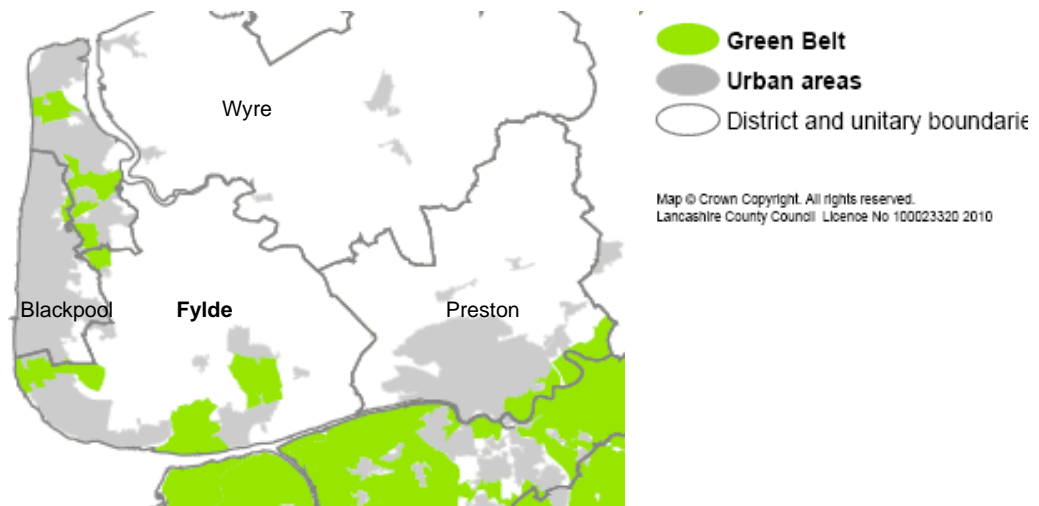 Wyre
Blackpool
Fylde
Preston
Green Belt
Urban areas
District and unitary boundarie
Map © Crown Copyright. All rights reserved.
Lancashire County Council Licence No 100023320 2010